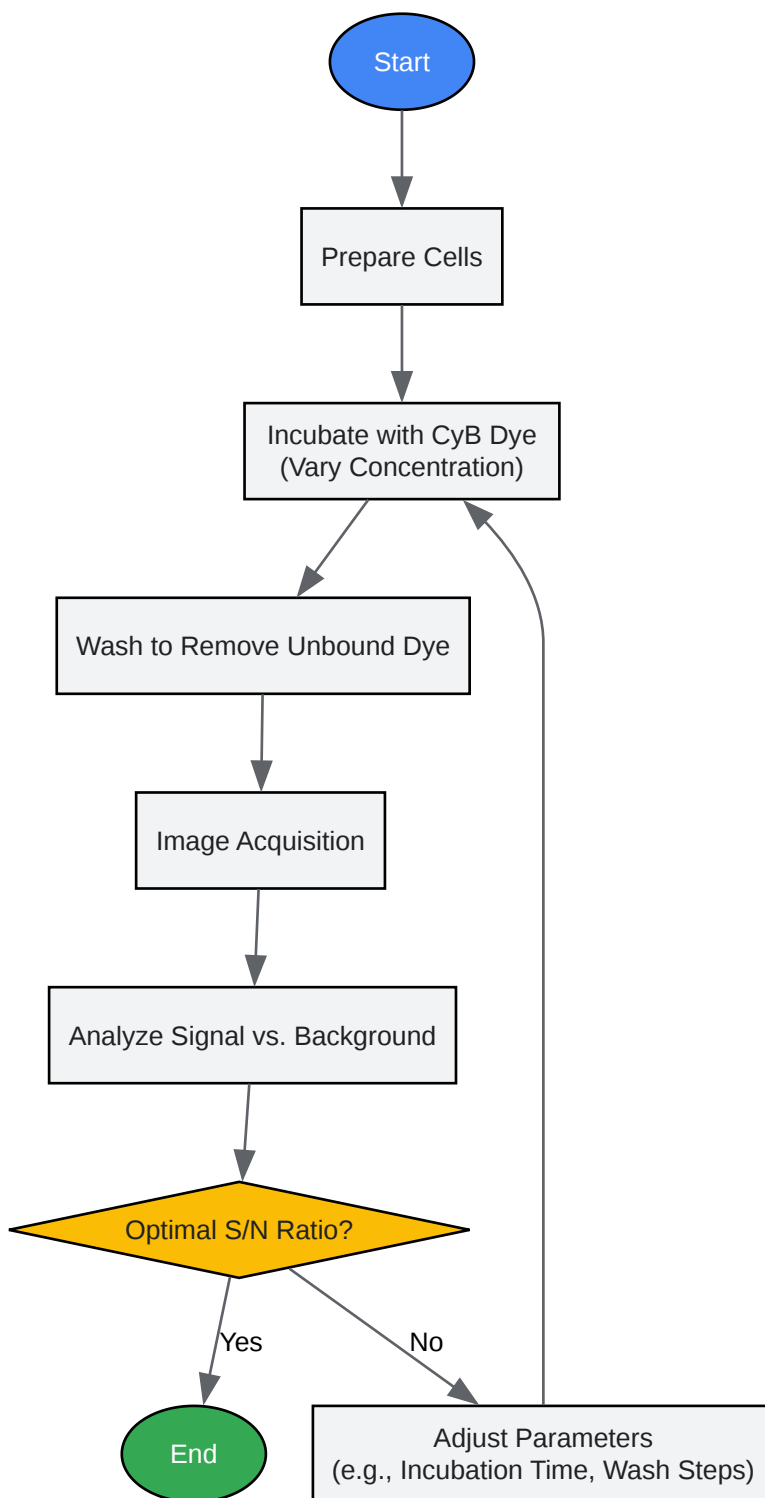 Start
Prepare Cells
Incubate with CyB Dye
(Vary Concentration)
Wash to Remove Unbound Dye
Image Acquisition
Analyze Signal vs. Background
Optimal S/N Ratio?
Yes
No
End
Adjust Parameters
(e.g., Incubation Time, Wash Steps)